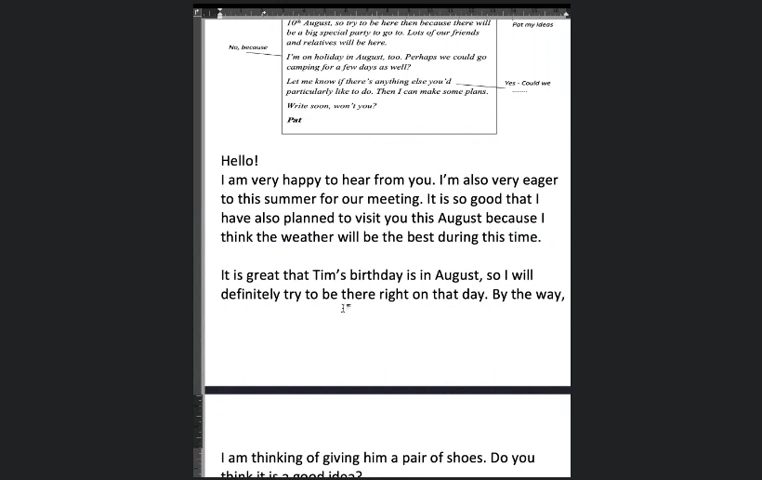 10th August, so try to be here then because there will
Pat my ideas
be a big special party to go to. Lots of our friends
and relatives will be here.
No, because
I'm on holiday in August, too. Perhaps we could go
camping for a few days as well?
Let me know if there's anything else you'd
Yes - Could we
particularly like to do. Then I can make some plans.
........
Write soon, won't you?
Pat
Hello!
I am very happy to hear from you. I'm also very eager
to this summer for our meeting. It is so good that I
have also planned to visit you this August because I
think the weather will be the best during this time.
It is great that Tim's birthday is in August, so I will
definitely try to be there right on that day. By the way,
I am thinking of giving him a pair of shoes. Do you
think it is a good idea?